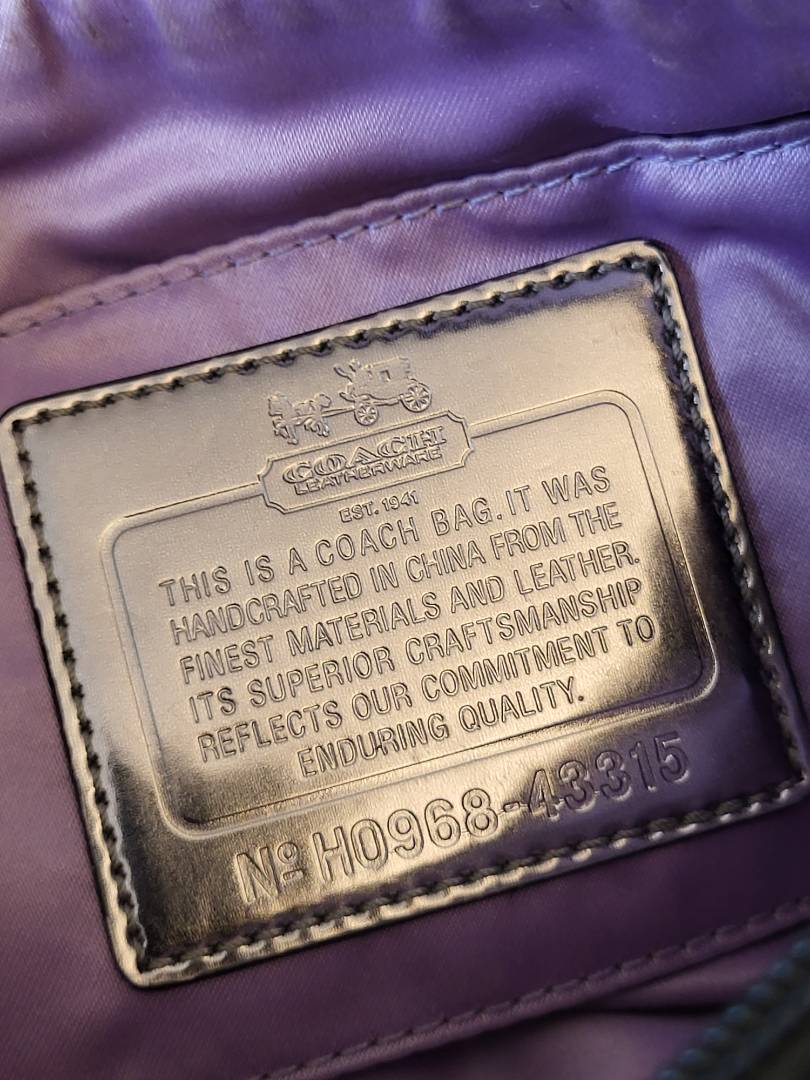 COACH
LEATHERWARE
EST. 1941
THIS IS A COACH BAG. IT WAS
HANDCRAFTED IN CHINA FROM THE
FINEST MATERIALS AND LEATHER.
ITS SUPERIOR CRAFTSMANSHIP
REFLECTS OUR COMMITMENT TO
ENDURING QUALITY.
Nº H0968-43315